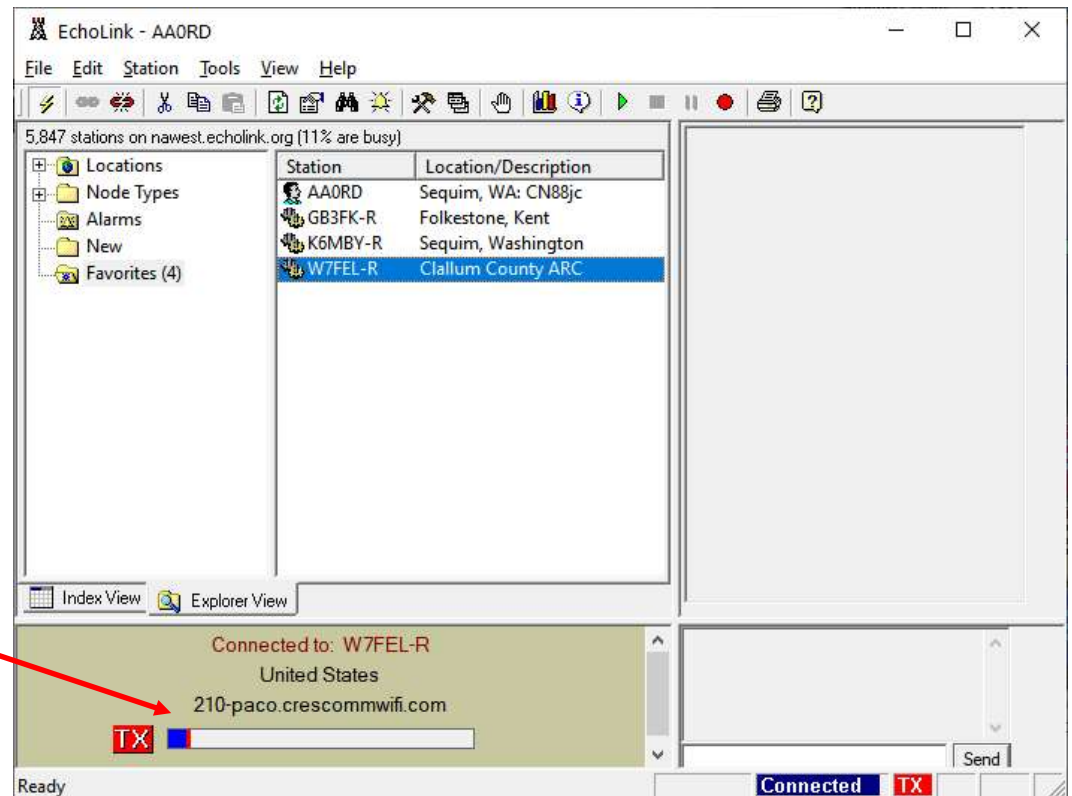 EchoLink - AA0RD
File Edit Station Tools View Help
5,847 stations on nawest.echolink.org (11% are busy)
Locations
Node Types
Alarms
New
Favorites (4)
Station Location/Description
AA0RD Sequim, WA: CN88jc
GB3FK-R Folkestone, Kent
K6MBY-R Sequim, Washington
W7FEL-R Clallum County ARC
Index View Explorer View
Connected to: W7FEL-R
United States
210-paco.crescommwifi.com
TX
Send
Ready Connected TX